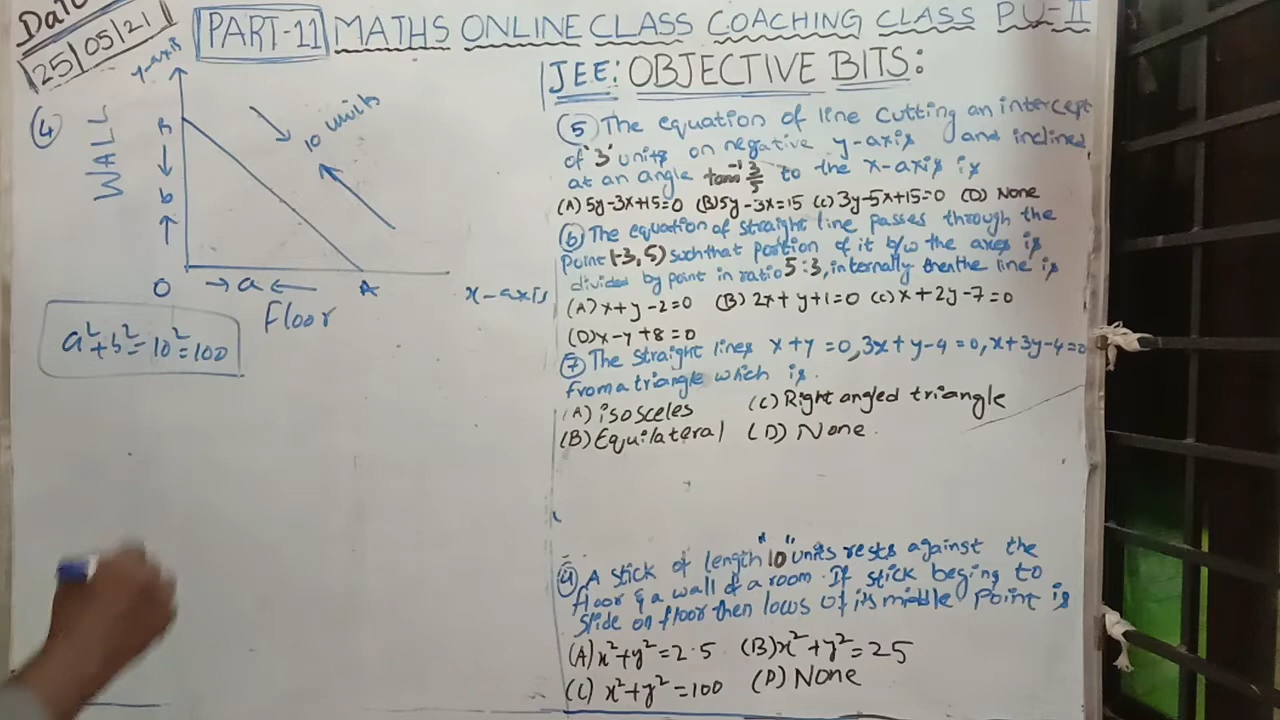 Date
25/05/21
PART-11 MATHS ONLINE CLASS COACHING CLASS P.U-II
JEE: OBJECTIVE BITS:
(4)
WALL
y-axis
B
b
O
a
A
x-axis
Floor
10 units
a²+b²=10²=100
(5) The equation of line cutting an intercept
of '3' units on negative y-axis and inclined
at an angle tan⁻¹ 3/5 to the x-axis is
(A) 5y-3x+15=0 (B) 5y-3x=15 (C) 3y-5x+15=0 (D) None
(6) The equation of straight line passes through the
point (-3, 5) such that portion of it b/w the axes is
divided by point in ratio 5:3, internally then the line is
(A) x+y-2=0 (B) 2x+y+1=0 (C) x+2y-7=0
(D) x-y+8=0
(7) The straight lines x+y=0, 3x+y-4=0, x+3y-4=0
from a triangle which is.
(A) isosceles (C) Right angled triangle
(B) Equilateral (D) None.
(4) A stick of length "10" units rests against the
floor & a wall of a room. If stick begins to
slide on floor then locus of its middle point is
(A) x²+y²=2.5 (B) x²+y²=25
(C) x²+y²=100 (D) None